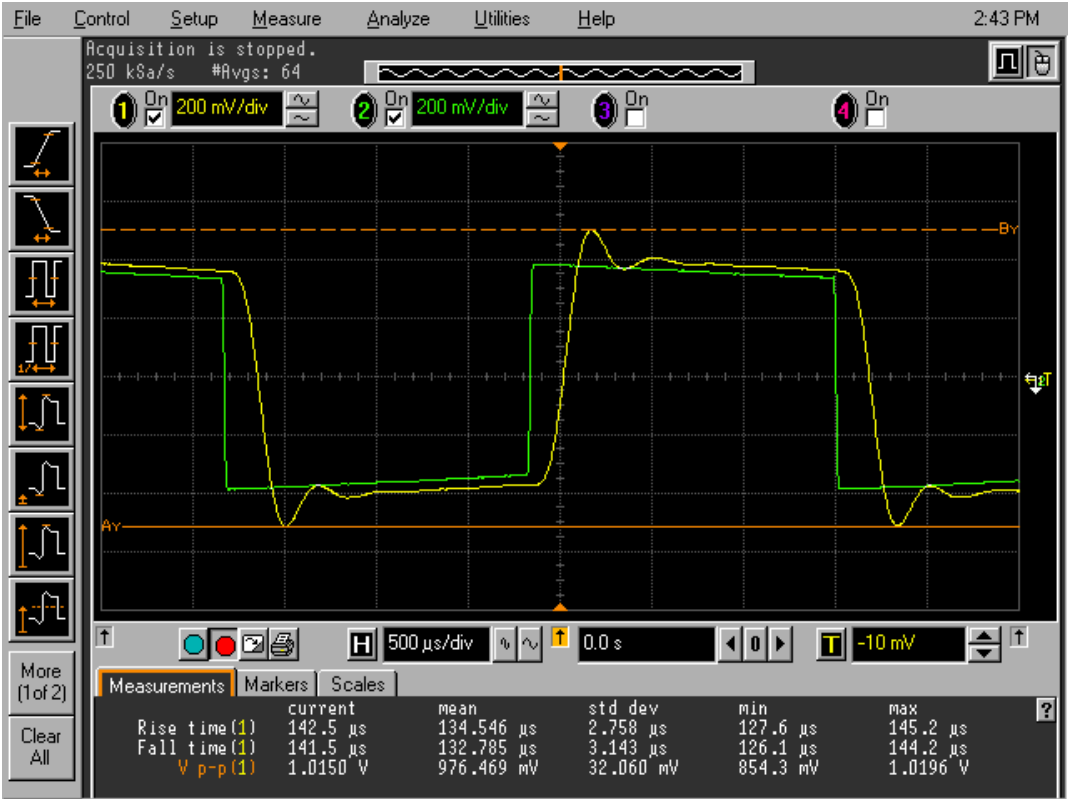 File Control Setup Measure Analyze Utilities Help 2:43 PM
Acquisition is stopped.
250 kSa/s #Avgs: 64
1 On 200 mV/div 2 On 200 mV/div 3 On 4 On
BY
AY
H 500 µs/div 0.0 s 0 T -10 mV
More
(1 of 2)
Clear
All
Measurements Markers Scales
current mean std dev min max
Rise time(1) 142.5 µs 134.546 µs 2.758 µs 127.6 µs 145.2 µs
Fall time(1) 141.5 µs 132.785 µs 3.143 µs 126.1 µs 144.2 µs
V p-p(1) 1.0150 V 976.469 mV 32.060 mV 854.3 mV 1.0196 V
?